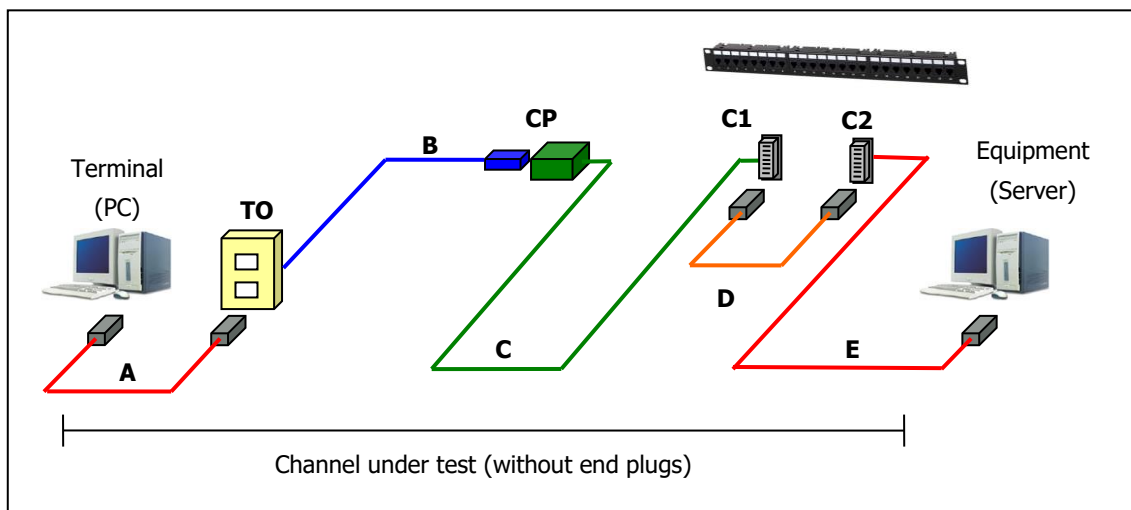 C1
C2
CP
B
Terminal
(PC)
TO
Equipment
(Server)
D
C
E
A
Channel under test (without end plugs)